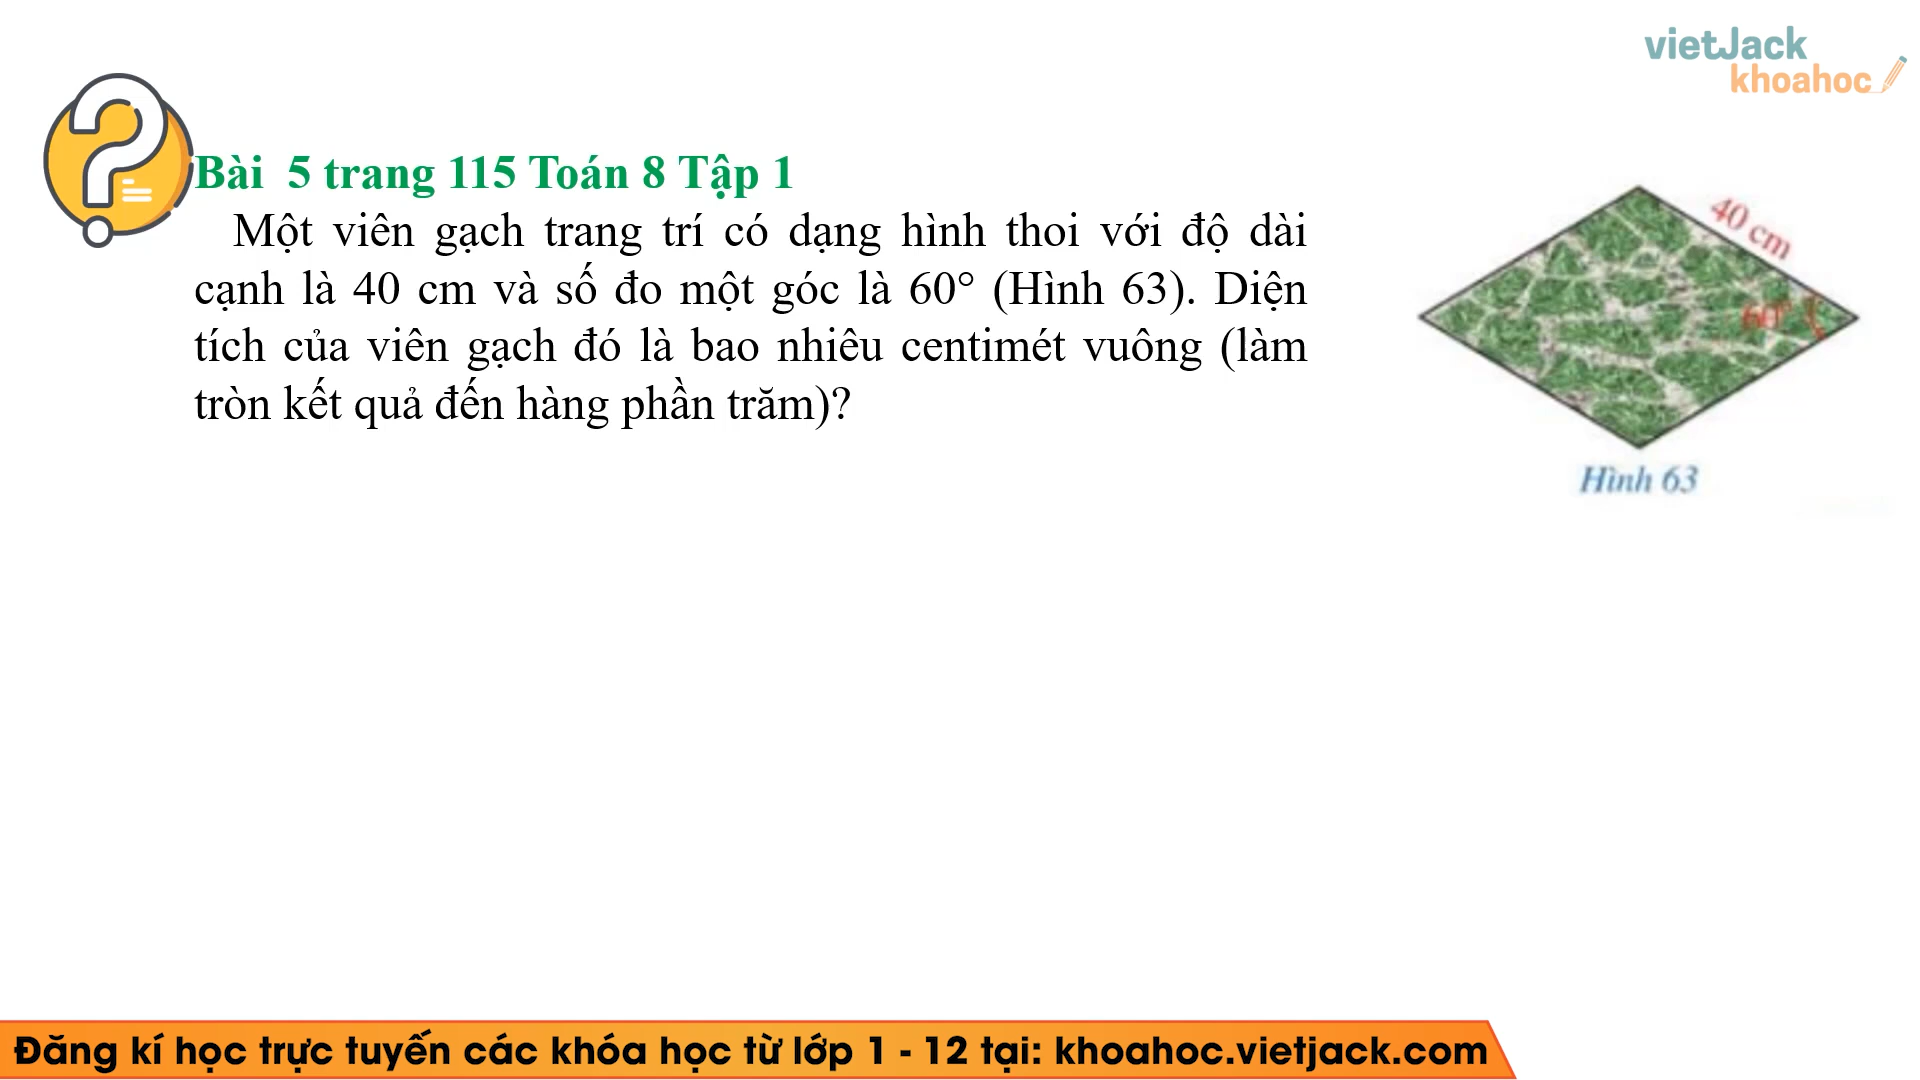 vietJack
khoahoc
Bài 5 trang 115 Toán 8 Tập 1
Một viên gạch trang trí có dạng hình thoi với độ dài
cạnh là 40 cm và số đo một góc là 60° (Hình 63). Diện
tích của viên gạch đó là bao nhiêu centimét vuông (làm
tròn kết quả đến hàng phần trăm)?
40 cm
60°
Hình 63
Đăng kí học trực tuyến các khóa học từ lớp 1 - 12 tại: khoahoc.vietjack.com